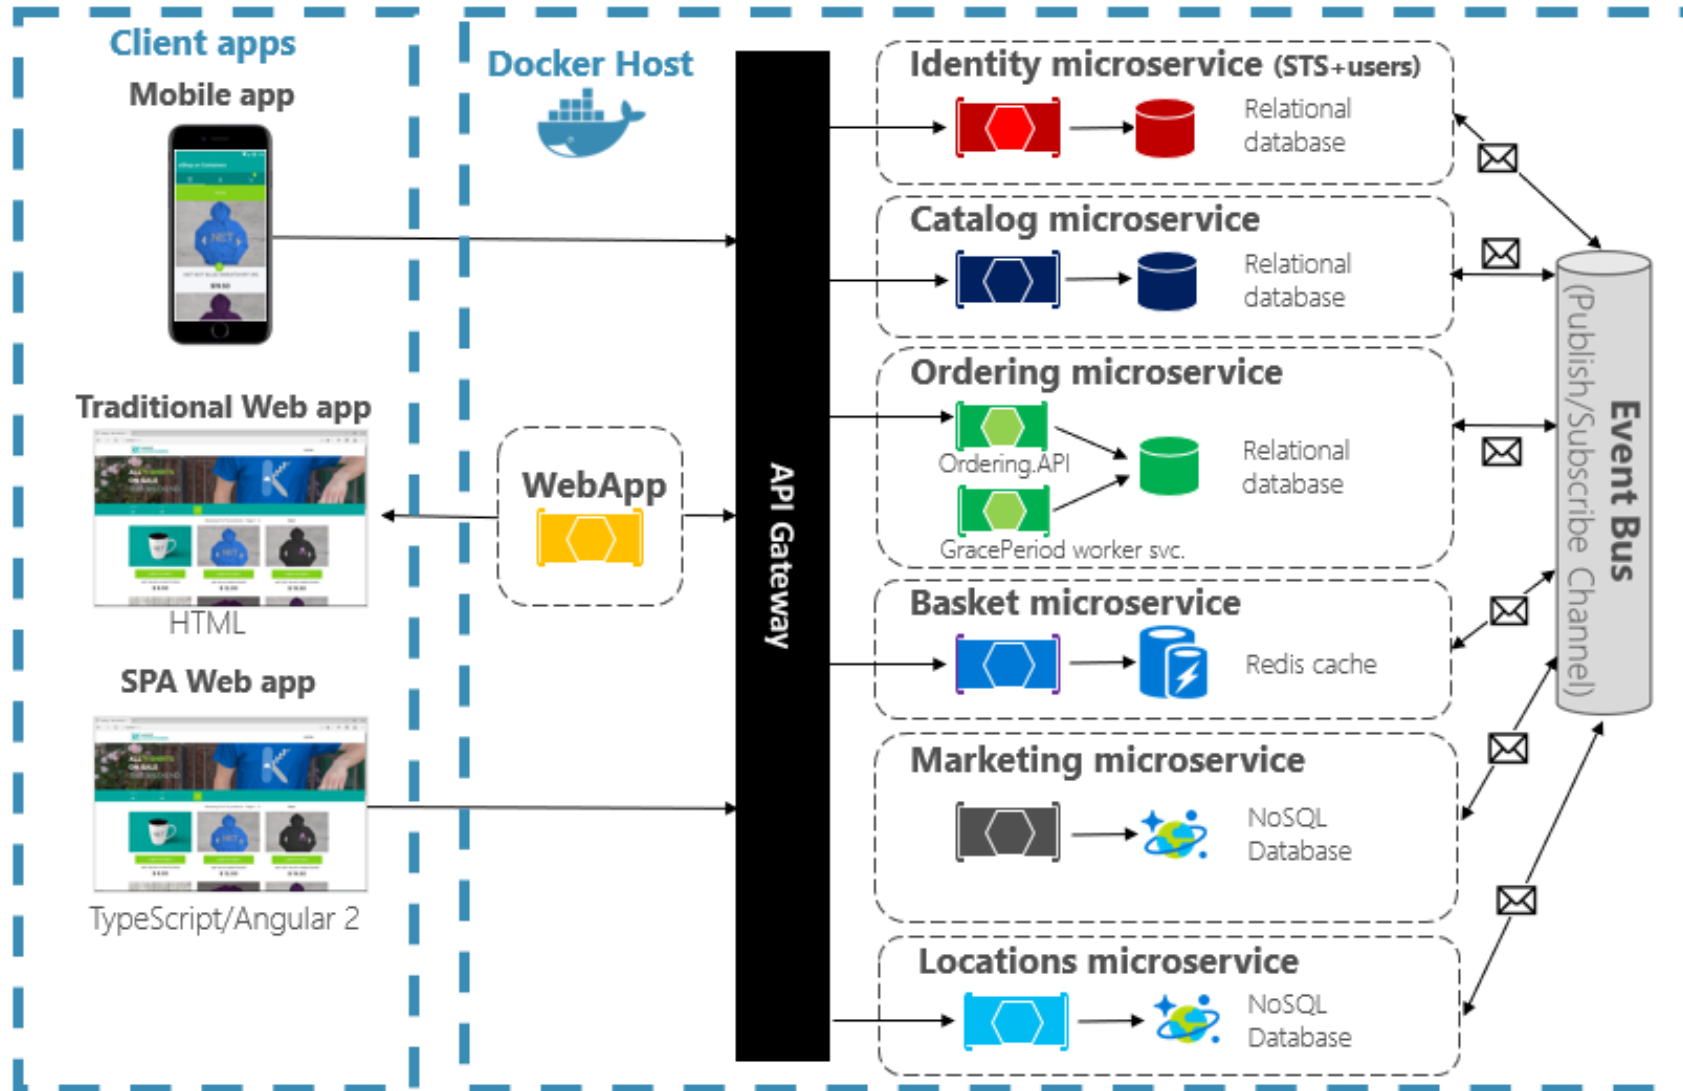 Client apps
Mobile app
$19.50
Traditional Web app
HTML
SPA Web app
TypeScript/Angular 2
Docker Host
WebApp
API Gateway
Identity microservice (STS+users)
Relational
database
Catalog microservice
Relational
database
Ordering microservice
Ordering.API
GracePeriod worker svc.
Relational
database
Basket microservice
Redis cache
Marketing microservice
NoSQL
Database
Locations microservice
NoSQL
Database
Event Bus
(Publish/Subscribe Channel)